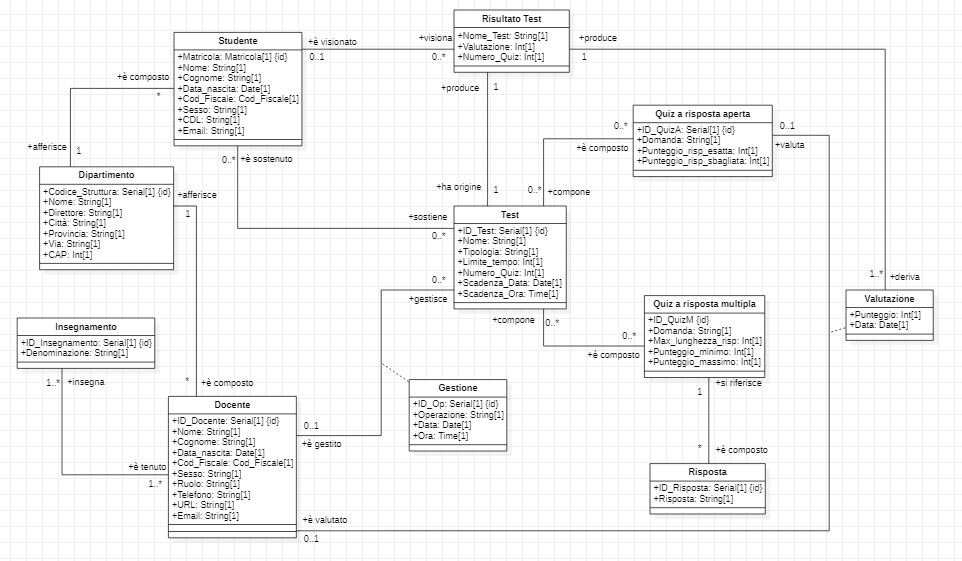 Risultato Test
+Nome_Test: String[1]
+Valutazione: Int[1]
+Numero_Quiz: Int[1]
Studente
+Matricola: Matricola[1] {id}
+Nome: String[1]
+Cognome: String[1]
+Data_nascita: Date[1]
+Cod_Fiscale: Cod_Fiscale[1]
+Sesso: String[1]
+CDL: String[1]
+Email: String[1]
+è visionato
0..1
+visiona
0..*
+produce
1
+produce
1
+è composto
*
+afferisce
1
0..*
+è sostenuto
Quiz a risposta aperta
+ID_QuizA: Serial[1] {id}
+Domanda: String[1]
+Punteggio_risp_esatta: Int[1]
+Punteggio_risp_sbagliata: Int[1]
0..*
+è composto
0..1
+valuta
Dipartimento
+Codice_Struttura: Serial[1] {id}
+Nome: String[1]
+Direttore: String[1]
+Città: String[1]
+Provincia: String[1]
+Via: String[1]
+CAP: Int[1]
+afferisce
1
+ha origine
1
0..*
+compone
Test
+ID_Test: Serial[1] {id}
+Nome: String[1]
+Tipologia: String[1]
+Limite_tempo: Int[1]
+Numero_Quiz: Int[1]
+Scadenza_Data: Date[1]
+Scadenza_Ora: Time[1]
+sostiene
0..*
0..*
+gestisce
+compone
0..*
1..*
+deriva
Valutazione
+Punteggio: Int[1]
+Data: Date[1]
Quiz a risposta multipla
+ID_QuizM {id}
+Domanda: String[1]
+Max_lunghezza_risp: Int[1]
+Punteggio_minimo: Int[1]
+Punteggio_massimo: Int[1]
0..*
+è composto
+si riferisce
1
Insegnamento
+ID_Insegnamento: Serial[1] {id}
+Denominazione: String[1]
1..*
+insegna
*
+è composto
Gestione
+ID_Op: Serial[1] {id}
+Operazione: String[1]
+Data: Date[1]
+Ora: Time[1]
Docente
+ID_Docente: Serial[1] {id}
+Nome: String[1]
+Cognome: String[1]
+Data_nascita: Date[1]
+Cod_Fiscale: Cod_Fiscale[1]
+Sesso: String[1]
+Ruolo: String[1]
+Telefono: String[1]
+URL: String[1]
+Email: String[1]
0..1
+è gestito
+è tenuto
1..*
*
+è composto
Risposta
+ID_Risposta: Serial[1] {id}
+Risposta: String[1]
+è valutato
0..1